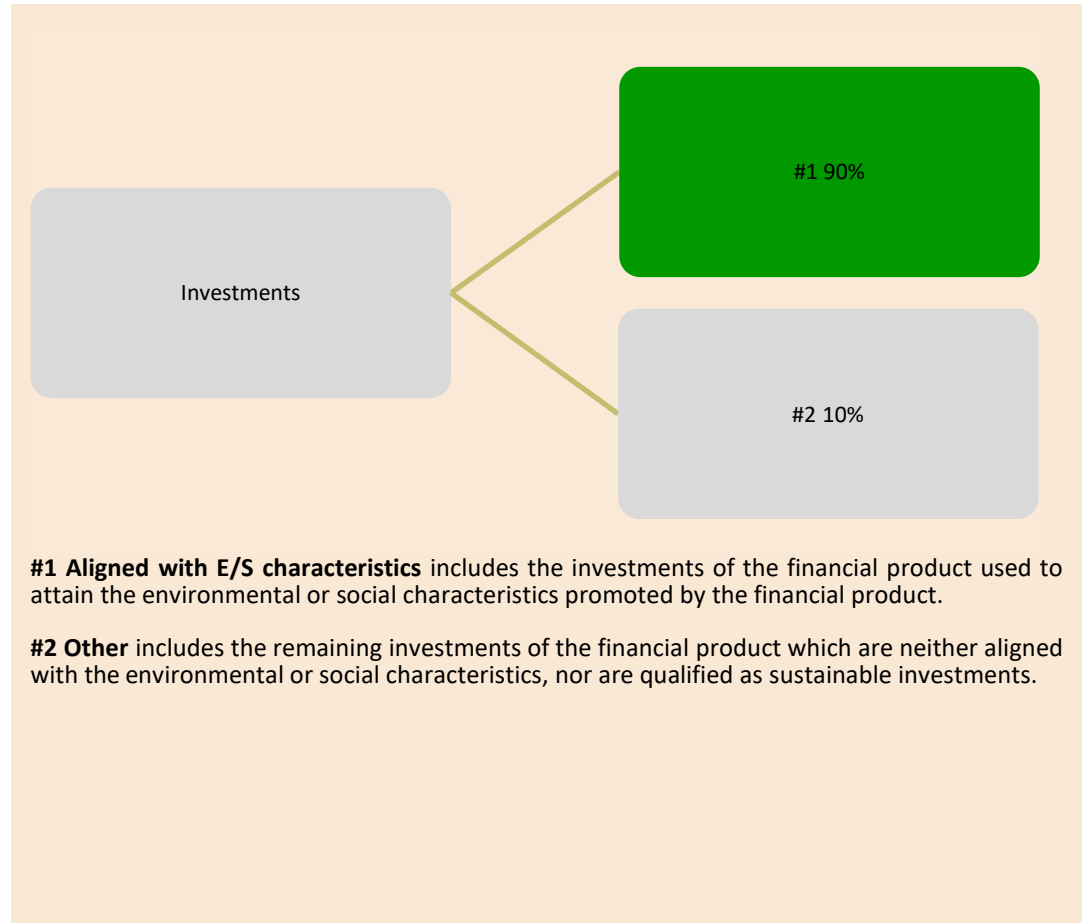 #1 90%
Investments
#2 10%
#1 Aligned with E/S characteristics includes the investments of the financial product used to
attain the environmental or social characteristics promoted by the financial product.
#2 Other includes the remaining investments of the financial product which are neither aligned
with the environmental or social characteristics, nor are qualified as sustainable investments.